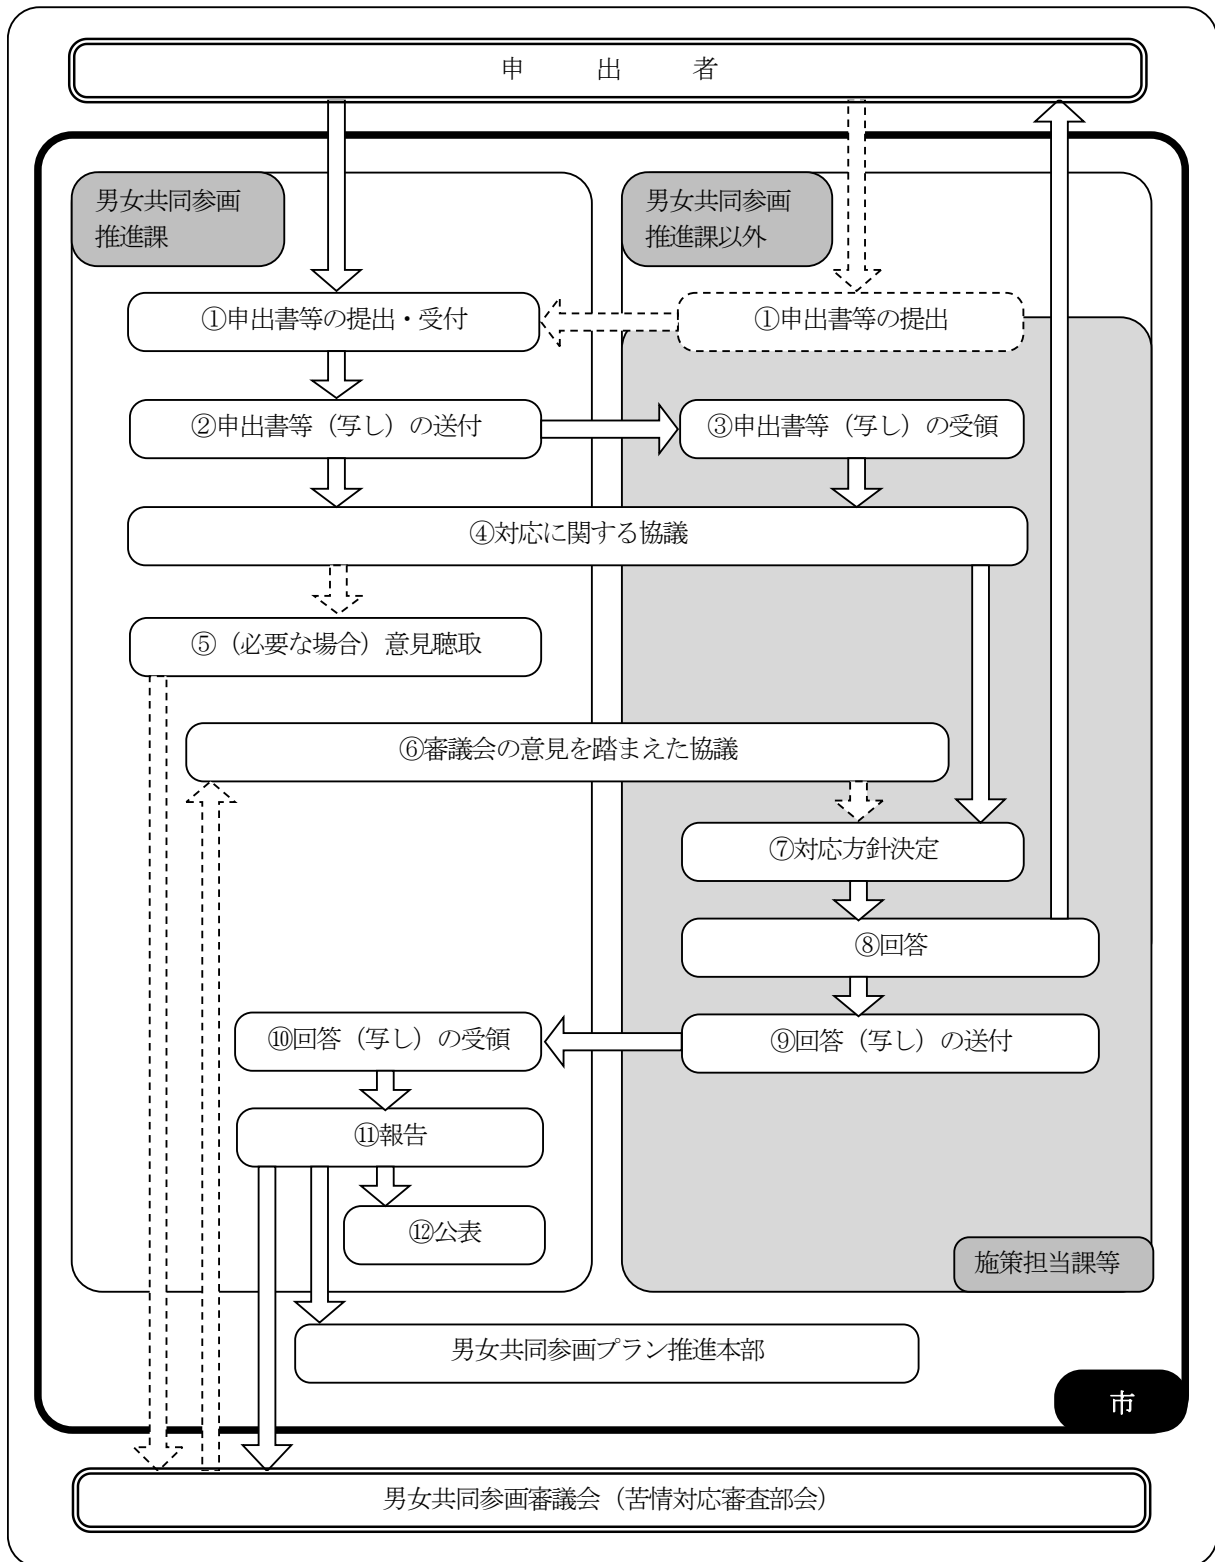 申出者
男女共同参画
推進課
男女共同参画
推進課以外
①申出書等の提出・受付
①申出書等の提出
②申出書等（写し）の送付
③申出書等（写し）の受領
④対応に関する協議
⑤（必要な場合）意見聴取
⑥審議会の意見を踏まえた協議
⑦対応方針決定
⑧回答
⑩回答（写し）の受領
⑨回答（写し）の送付
⑪報告
⑫公表
施策担当課等
男女共同参画プラン推進本部
市
男女共同参画審議会（苦情対応審査部会）